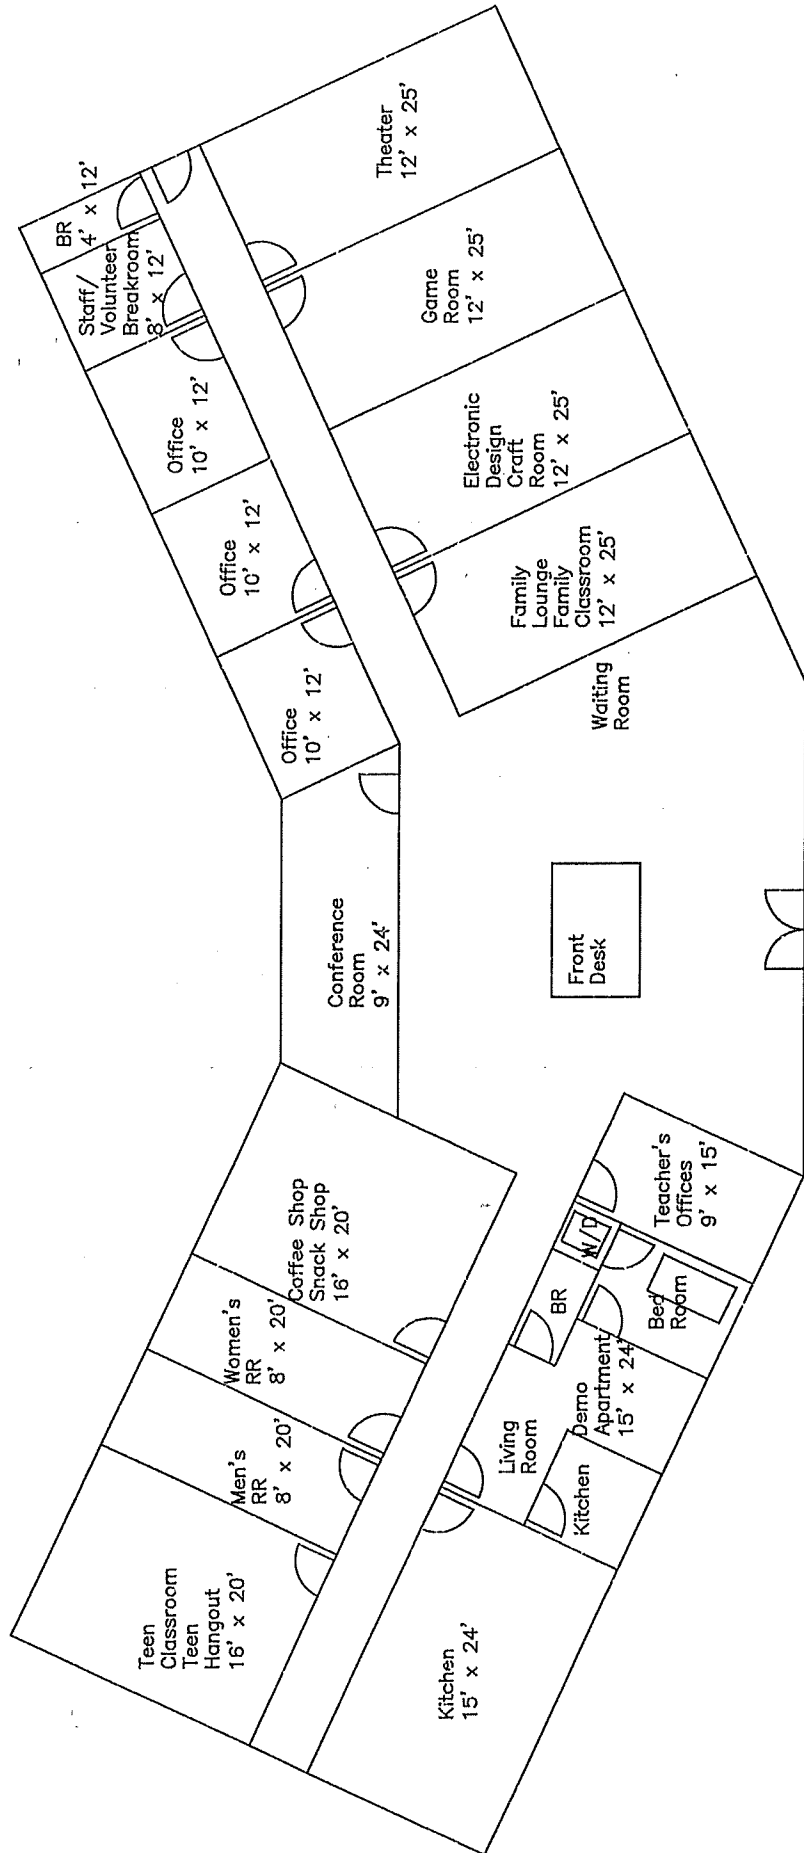 Teen
Classroom
Teen
Hangout
16' x 20'
Men's
RR
8' x 20'
Women's
RR
8' x 20'
Coffee Shop
Snack Shop
16' x 20'
Conference
Room
9' x 24'
Office
10' x 12'
Office
10' x 12'
Office
10' x 12'
Staff/
Volunteer
Breakroom
8' x 12'
BR
4' x 12'
Kitchen
15' x 24'
Living
Room
Kitchen
Demo
Apartment
15' x 24'
BR
W/D
Bed
Room
Teacher's
Offices
9' x 15'
Front
Desk
Waiting
Room
Family
Lounge
Family
Classroom
12' x 25'
Electronic
Design
Craft
Room
12' x 25'
Game
Room
12' x 25'
Theater
12' x 25'